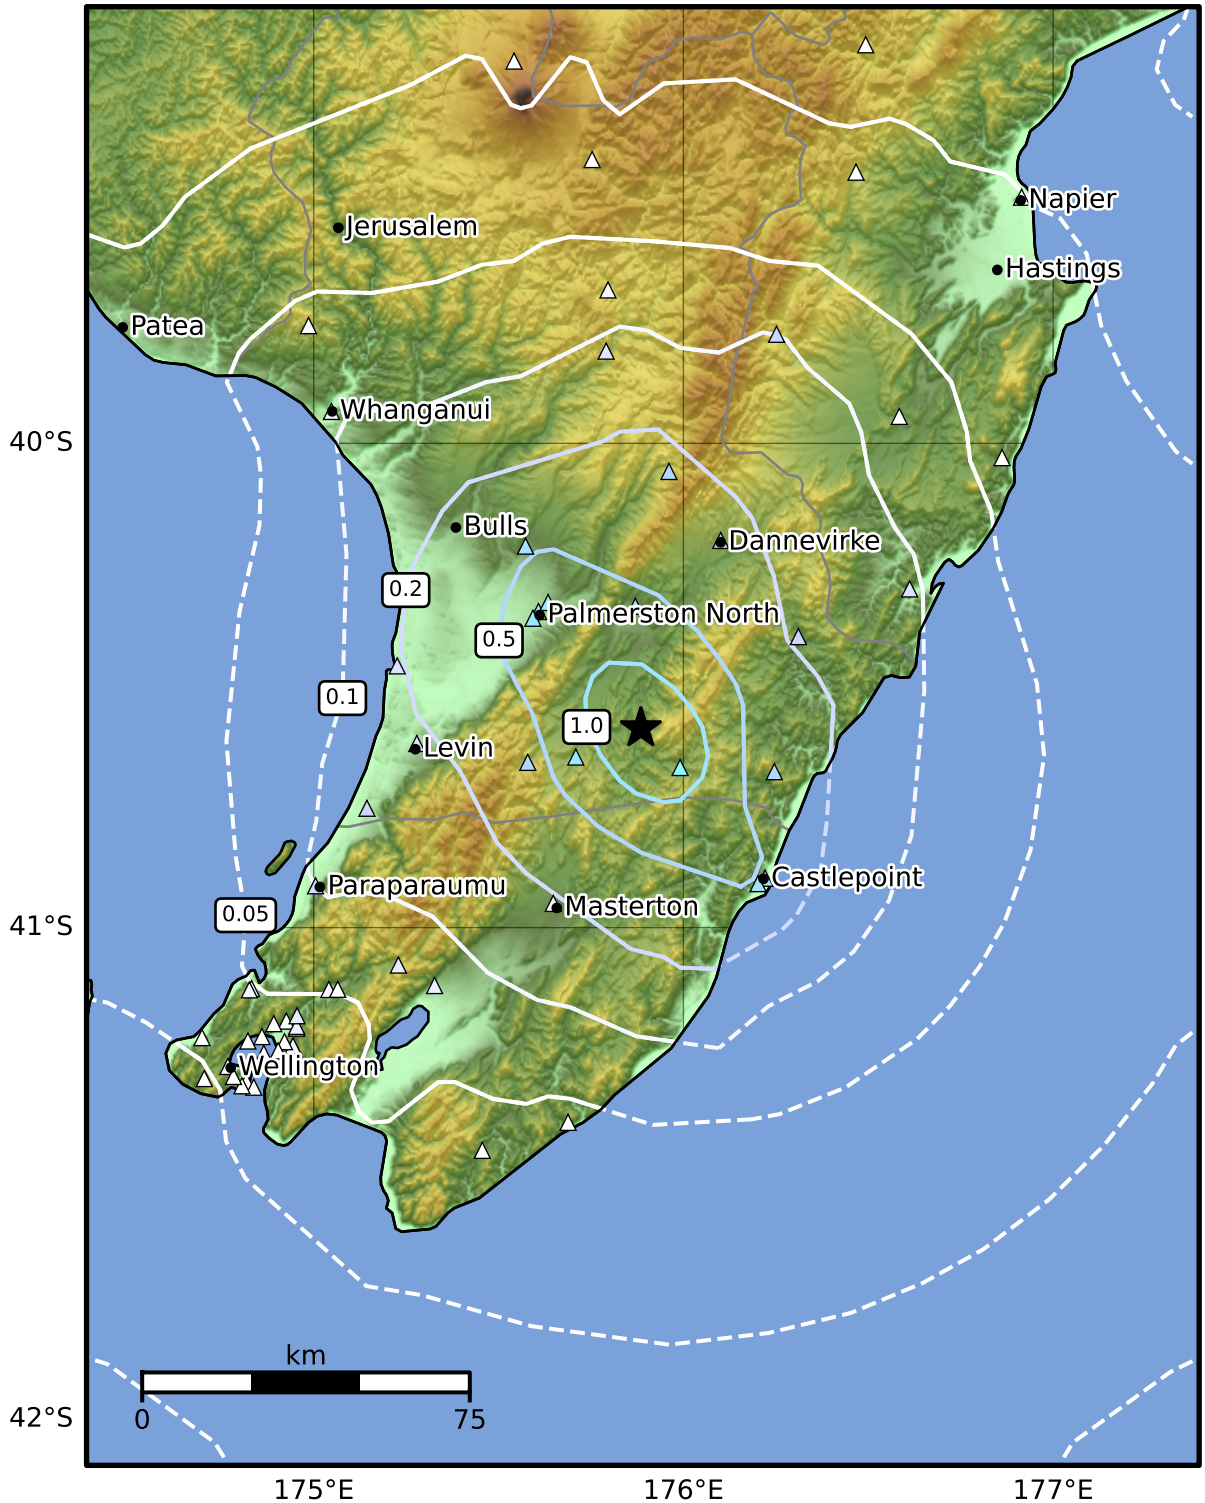 Napier
Jerusalem
Hastings
Patea
Whanganui
40°S
Bulls
Dannevirke
0.2
Palmerston North
0.5
0.1
1.0
Levin
Castlepoint
Paraparaumu
Masterton
0.05
41°S
Wellington
km
0
75
42°S
175°E
176°E
177°E